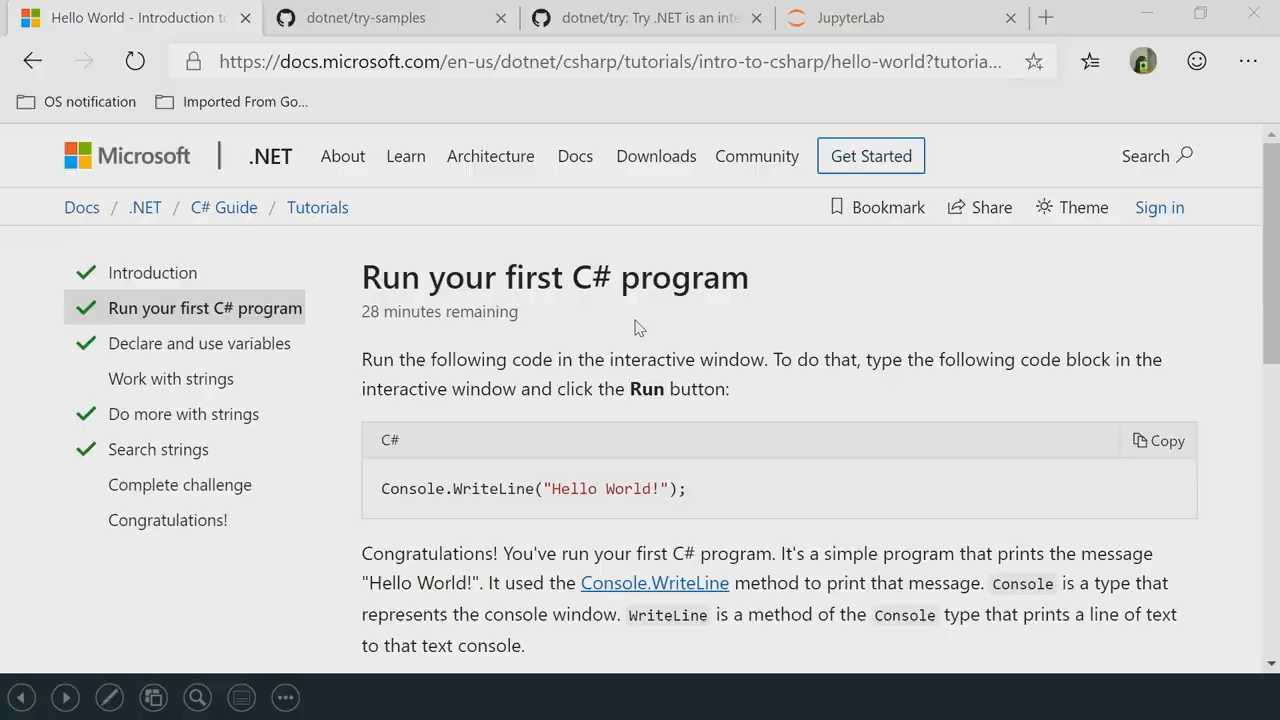 Hello World - Introduction to
dotnet/try-samples
dotnet/try: Try .NET is an inte
JupyterLab
https://docs.microsoft.com/en-us/dotnet/csharp/tutorials/intro-to-csharp/hello-world?tutoria...
OS notification
Imported From Go...
Microsoft
.NET
About
Learn
Architecture
Docs
Downloads
Community
Get Started
Search
Docs / .NET / C# Guide / Tutorials
Bookmark
Share
Theme
Sign in
Introduction
Run your first C# program
Declare and use variables
Work with strings
Do more with strings
Search strings
Complete challenge
Congratulations!
Run your first C# program
28 minutes remaining
Run the following code in the interactive window. To do that, type the following code block in the
interactive window and click the Run button:
C#
Copy
Console.WriteLine("Hello World!");
Congratulations! You've run your first C# program. It's a simple program that prints the message
"Hello World!". It used the Console.WriteLine method to print that message. Console is a type that
represents the console window. WriteLine is a method of the Console type that prints a line of text
to that text console.